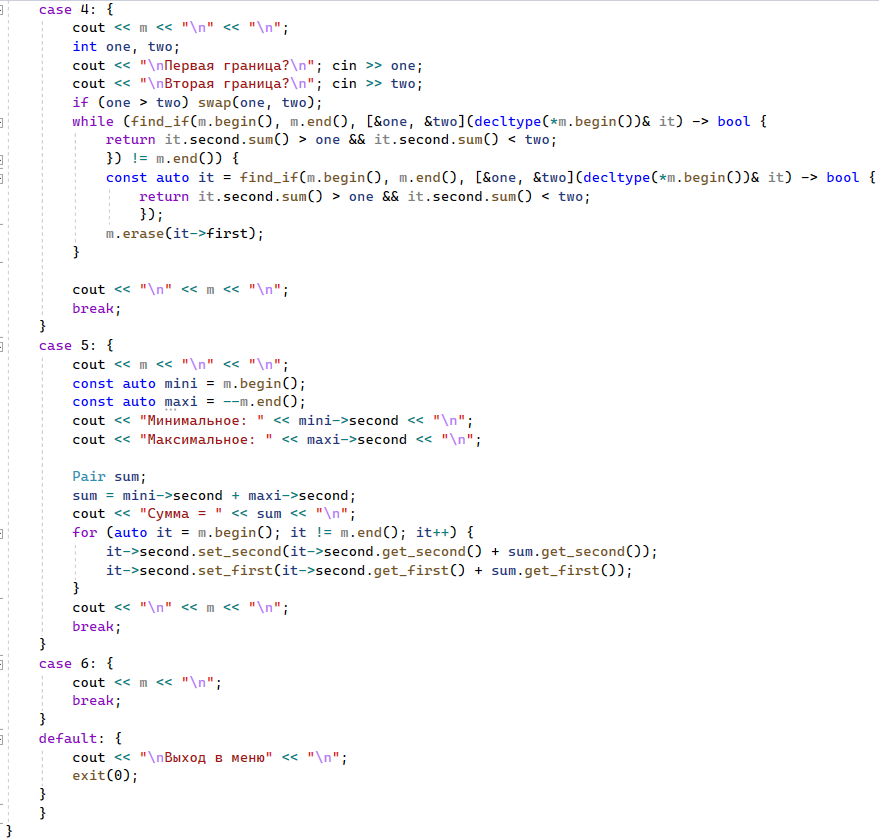 case 4: {
cout << m << "\n" << "\n";
int one, two;
cout << "\nПервая граница?\n"; cin >> one;
cout << "\nВторая граница?\n"; cin >> two;
if (one > two) swap(one, two);
while (find_if(m.begin(), m.end(), [&one, &two](decltype(*m.begin())& it) -> bool {
return it.second.sum() > one && it.second.sum() < two;
}) != m.end()) {
const auto it = find_if(m.begin(), m.end(), [&one, &two](decltype(*m.begin())& it) -> bool {
return it.second.sum() > one && it.second.sum() < two;
});
m.erase(it->first);
}
cout << "\n" << m << "\n";
break;
}
case 5: {
cout << m << "\n" << "\n";
const auto mini = m.begin();
const auto maxi = --m.end();
cout << "Минимальное: " << mini->second << "\n";
cout << "Максимальное: " << maxi->second << "\n";
Pair sum;
sum = mini->second + maxi->second;
cout << "Сумма = " << sum << "\n";
for (auto it = m.begin(); it != m.end(); it++) {
it->second.set_second(it->second.get_second() + sum.get_second());
it->second.set_first(it->second.get_first() + sum.get_first());
}
cout << "\n" << m << "\n";
break;
}
case 6: {
cout << m << "\n";
break;
}
default: {
cout << "\nВыход в меню" << "\n";
exit(0);
}
}
}